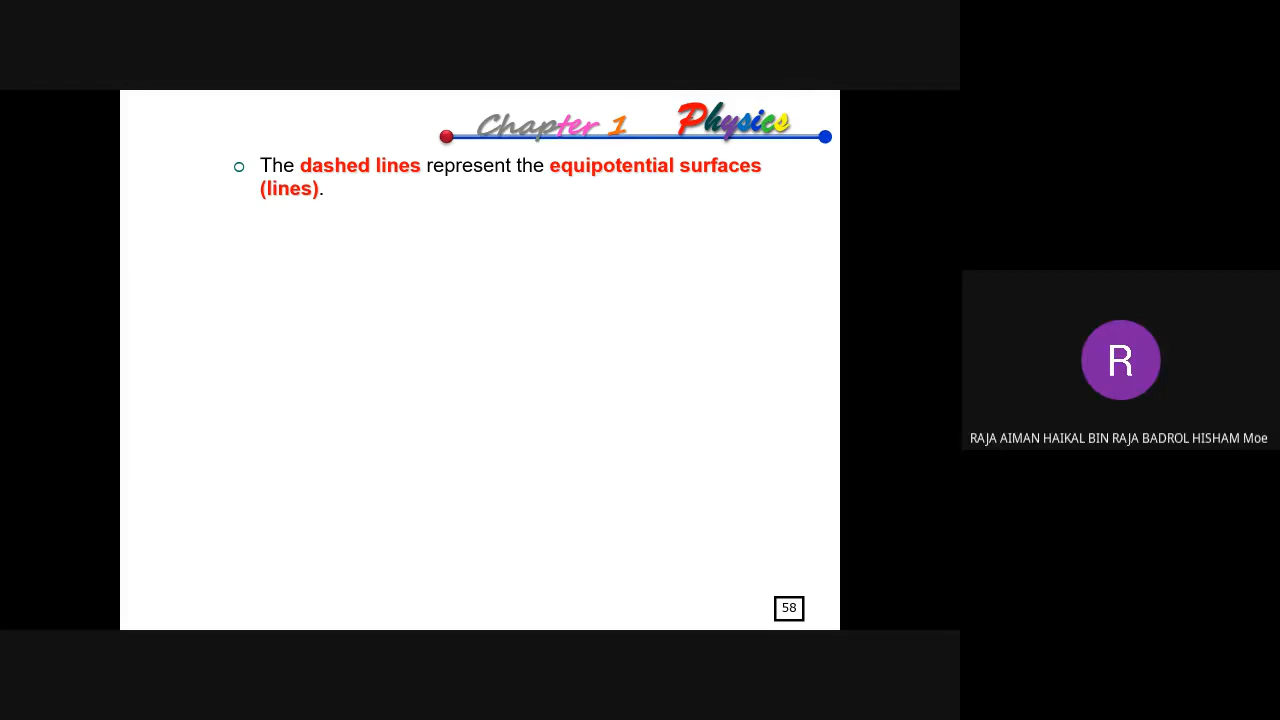 Chapter 1 Physics
The dashed lines represent the equipotential surfaces
(lines).
R
RAJA AIMAN HAIKAL BIN RAJA BADROL HISHAM Moe
58